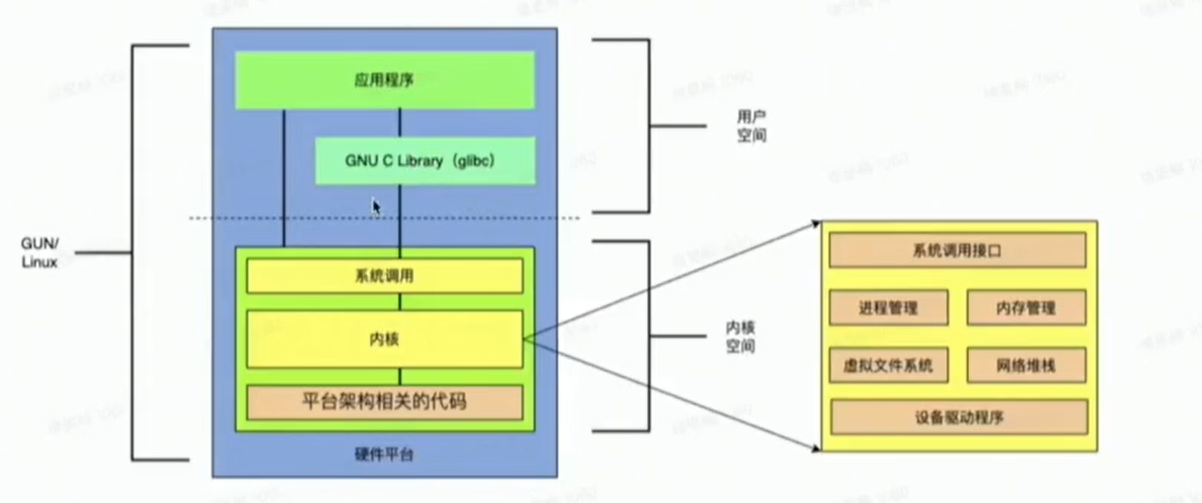 应用程序
GNU C Library（glibc）
用户
空间
GUN/
Linux
系统调用
内核
平台架构相关的代码
硬件平台
内核
空间
系统调用接口
进程管理
内存管理
虚拟文件系统
网络堆栈
设备驱动程序